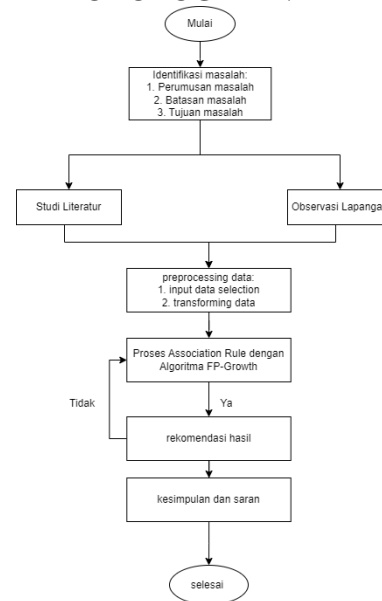 Mulai
Identifikasi masalah:
1. Perumusan masalah
2. Batasan masalah
3. Tujuan masalah
Studi Literatur
Observasi Lapanga
preprocessing data:
1. input data selection
2. transforming data
Proses Association Rule dengan
Algoritma FP-Growth
Tidak
Ya
rekomendasi hasil
kesimpulan dan saran
selesai